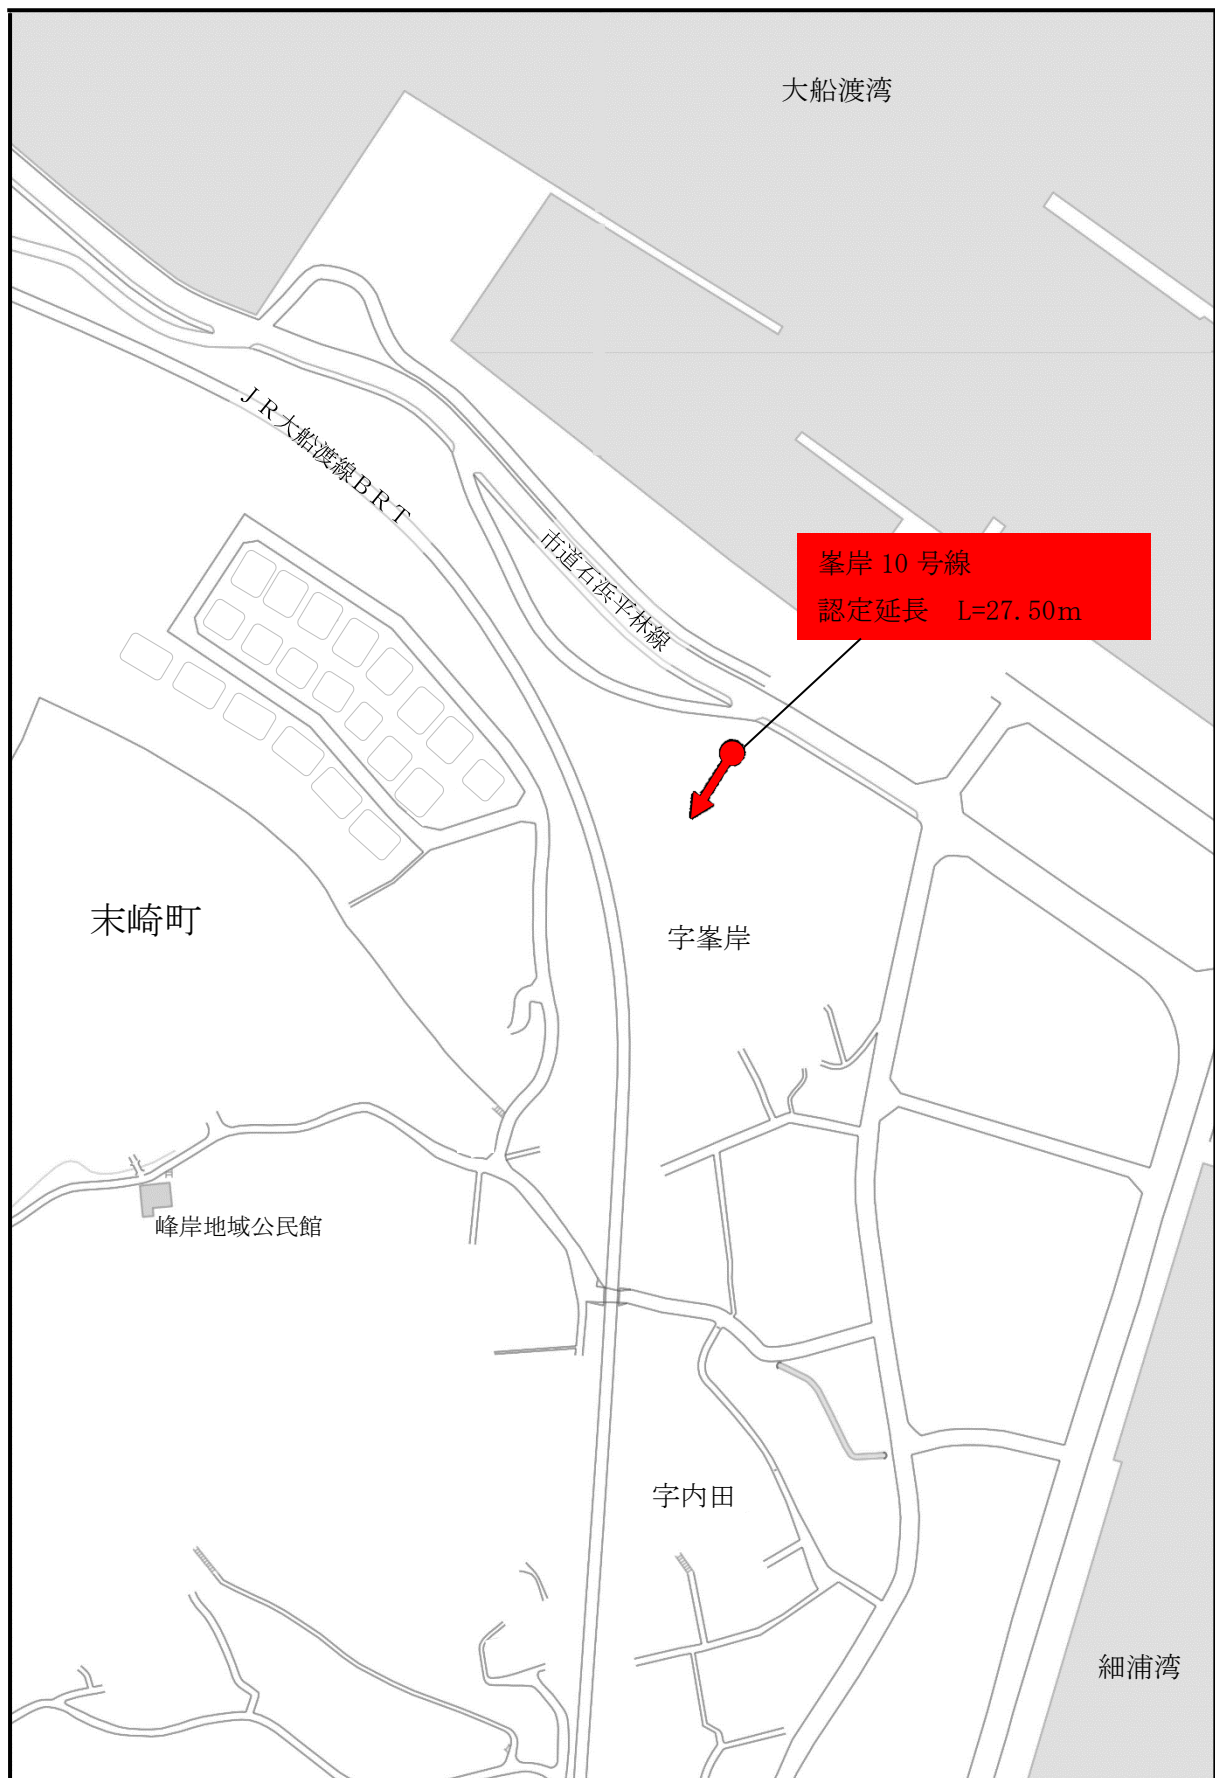 大船渡湾
ＪＲ大船渡線ＢＲＴ
市道石浜平林線
峯岸 10 号線
認定延長　L=27.50m
末崎町
字峯岸
峰岸地域公民館
字内田
細浦湾